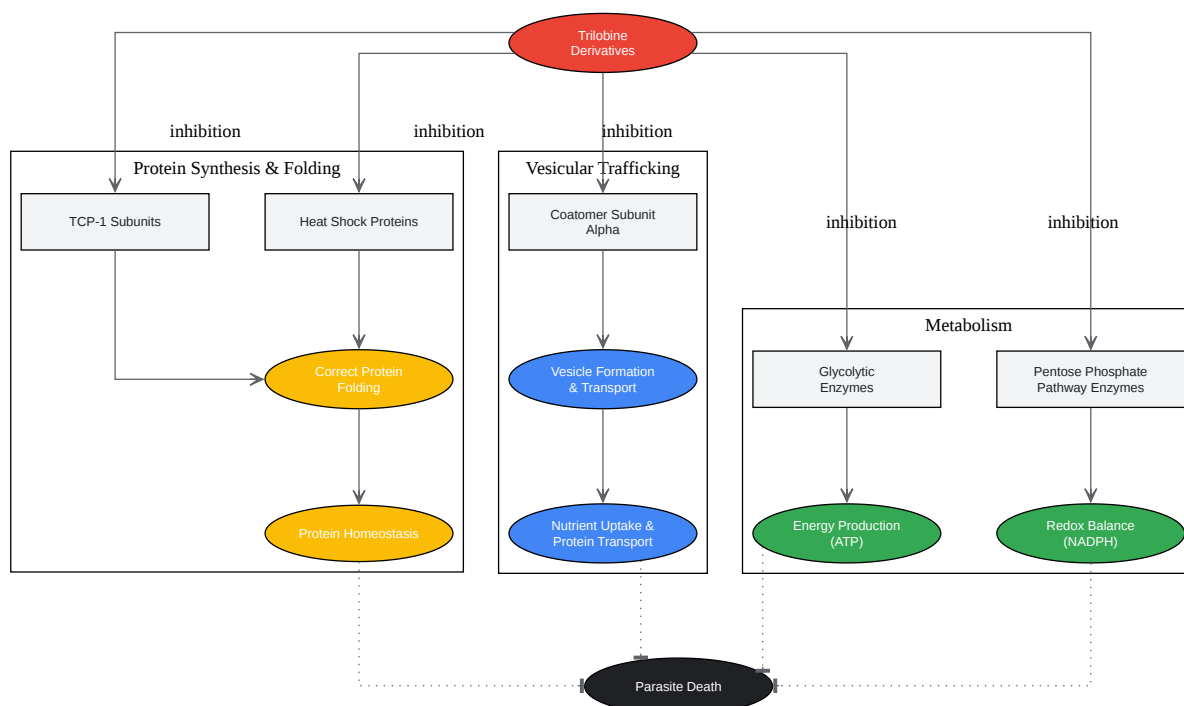 Trilobine
Derivatives
inhibition
inhibition
inhibition
Protein Synthesis & Folding
Vesicular Trafficking
TCP-1 Subunits
Heat Shock Proteins
Coatomer Subunit
Alpha
inhibition
inhibition
Metabolism
Correct Protein
Folding
Vesicle Formation
& Transport
Glycolytic
Enzymes
Pentose Phosphate
Pathway Enzymes
Protein Homeostasis
Nutrient Uptake &
Protein Transport
Energy Production
(ATP)
Redox Balance
(NADPH)
Parasite Death